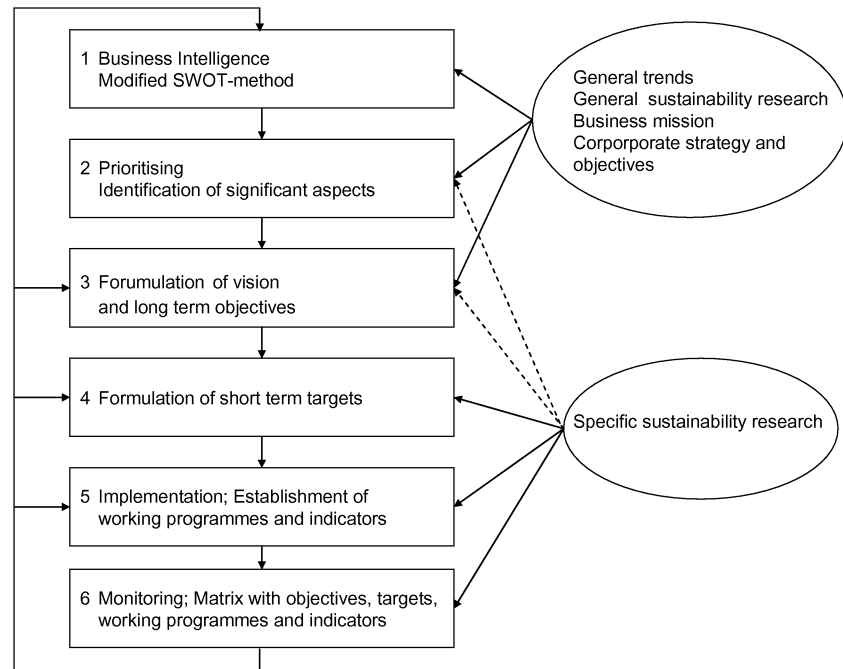 1 Business Intelligence
Modified SWOT-method
2 Prioritising
Identification of significant aspects
3 Forumulation of vision
and long term objectives
4 Formulation of short term targets
5 Implementation; Establishment of
working programmes and indicators
6 Monitoring; Matrix with objectives, targets,
working programmes and indicators
General trends
General sustainability research
Business mission
Corporporate strategy and
objectives
Specific sustainability research